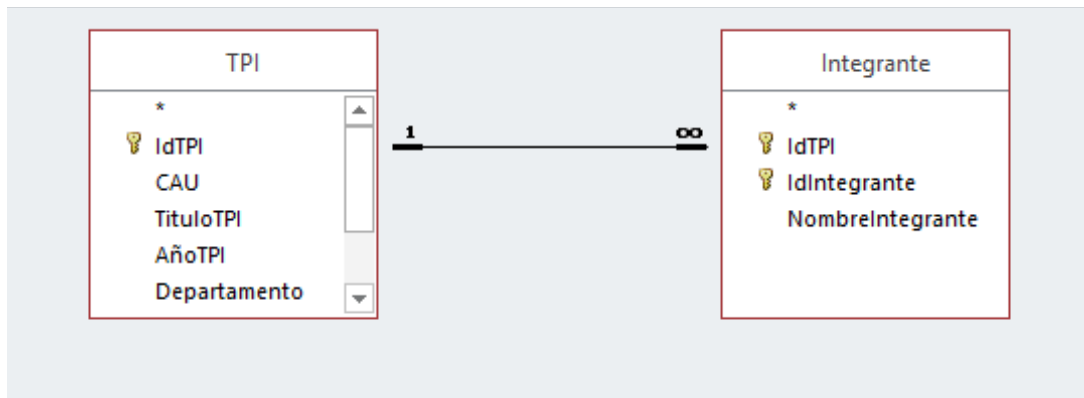 TPI
*
IdTPI
CAU
TituloTPI
AñoTPI
Departamento
1
∞
Integrante
*
IdTPI
IdIntegrante
NombreIntegrante